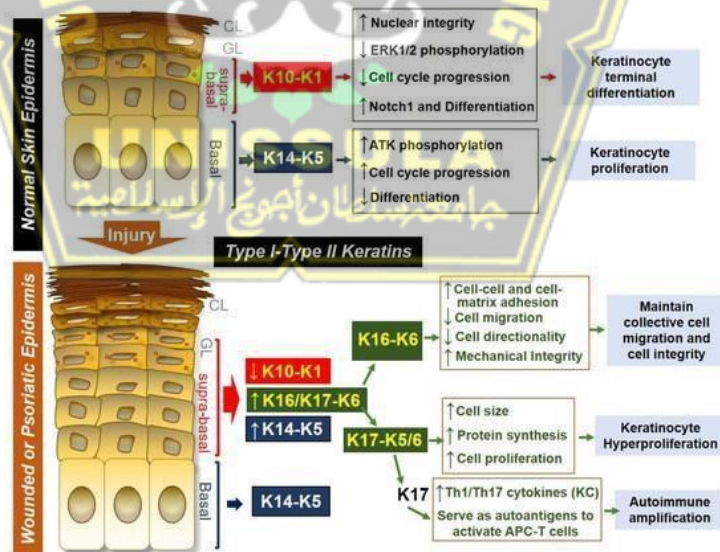 Normal Skin Epidermis
CL
GL
supra-
basal
Basal
K10-K1
↑ Nuclear integrity
↓ ERK1/2 phosphorylation
↓ Cell cycle progression
↑ Notch1 and Differentiation
Keratinocyte
terminal
differentiation
K14-K5
↑ ATK phosphorylation
↑ Cell cycle progression
↓ Differentiation
Keratinocyte
proliferation
UNISSULA
جامعة سلطان أجونج الإسلامية
Injury
Type I-Type II Keratins
Wounded or Psoriatic Epidermis
CL
GL
supra-basal
Basal
↓ K10-K1
↑ K16/K17-K6
↑ K14-K5
K14-K5
K16-K6
↑ Cell-cell and cell-
matrix adhesion
↓ Cell migration
↓ Cell directionality
↑ Mechanical Integrity
Maintain
collective cell
migration and
cell integrity
K17-K5/6
↑ Cell size
↑ Protein synthesis
↑ Cell proliferation
Keratinocyte
Hyperproliferation
K17
↑ Th1/Th17 cytokines (KC)
Serve as autoantigens to
activate APC-T cells
Autoimmune
amplification